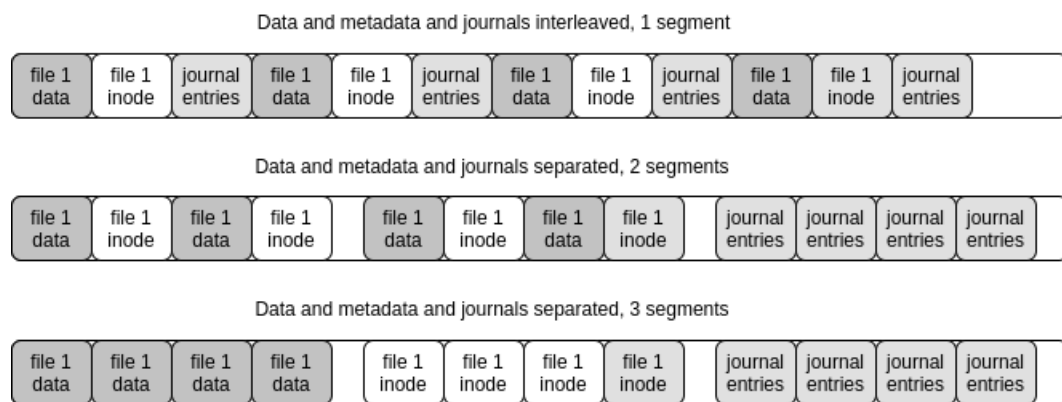 Data and metadata and journals interleaved, 1 segment
file 1 file 1 journal file 1 file 1 journal file 1 file 1 journal file 1 file 1 journal
data inode entries data inode entries data inode entries data inode entries
Data and metadata and journals separated, 2 segments
file 1 file 1 file 1 file 1 file 1 file 1 file 1 file 1 journal journal journal journal
data inode data inode data inode data inode entries entries entries entries
Data and metadata and journals separated, 3 segments
file 1 file 1 file 1 file 1 file 1 file 1 file 1 file 1 journal journal journal journal
data data data data inode inode inode inode entries entries entries entries